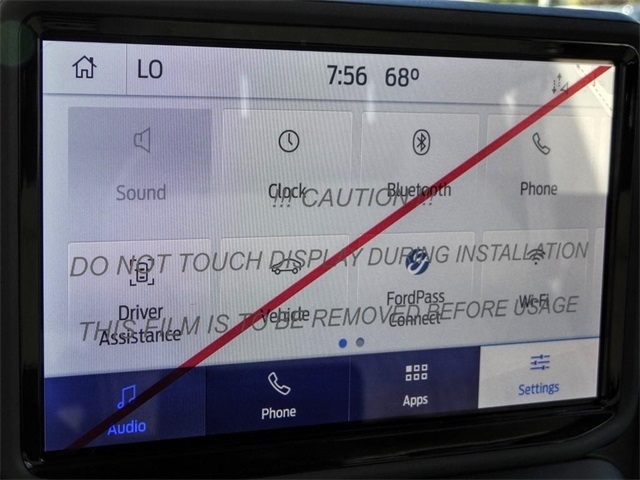 LO 7:56 68°
Sound Clock Bluetooth Phone
!!! CAUTION !!!
DO NOT TOUCH DISPLAY DURING INSTALLATION
Driver Assistance Vehicle FordPass Connect Wi-Fi
THIS FILM IS TO BE REMOVED BEFORE USAGE
Audio Phone Apps Settings